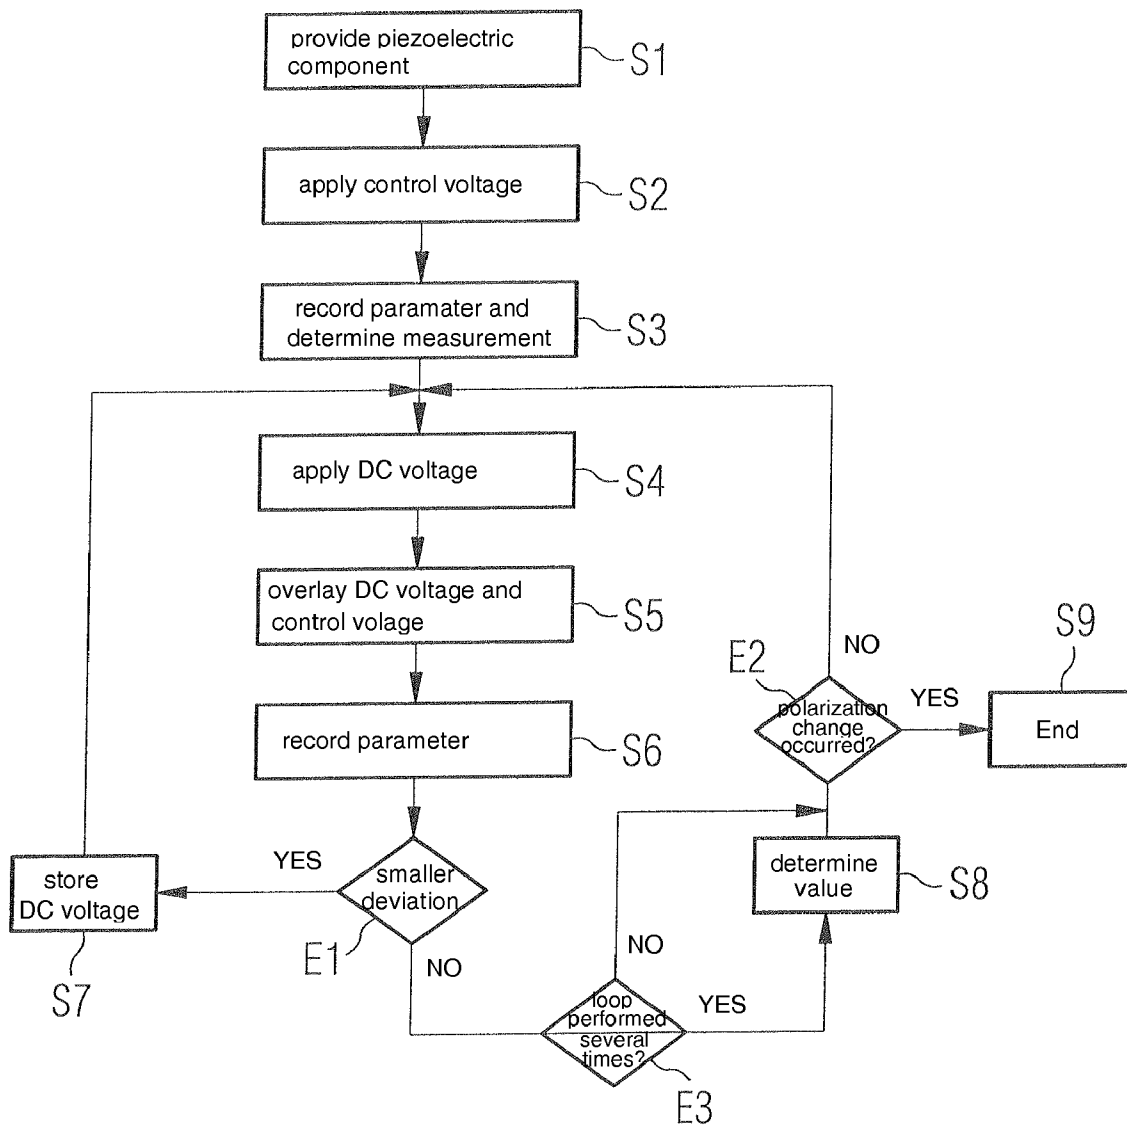 provide piezoelectric
component
S1
apply control voltage
S2
record paramater and
determine measurement
S3
apply DC voltage
S4
overlay DC voltage and
control volage
S5
record parameter
S6
smaller
deviation
E1
YES
NO
store
DC voltage
S7
loop
performed
several
times?
E3
NO
YES
determine
value
S8
polarization
change
occurred?
E2
NO
YES
End
S9